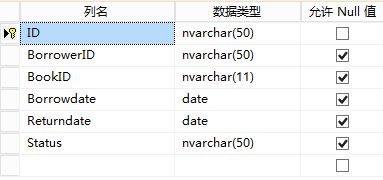 列名 数据类型 允许 Null 值
ID nvarchar(50)
BorrowerID nvarchar(50)
BookID nvarchar(11)
Borrowdate date
Returndate date
Status nvarchar(50)